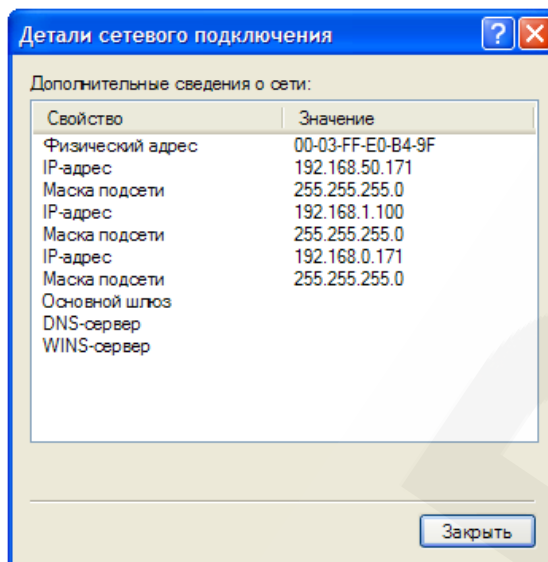 Детали сетевого подключения
Дополнительные сведения о сети:
Свойство Значение
Физический адрес 00-03-FF-E0-B4-9F
IP-адрес 192.168.50.171
Маска подсети 255.255.255.0
IP-адрес 192.168.1.100
Маска подсети 255.255.255.0
IP-адрес 192.168.0.171
Маска подсети 255.255.255.0
Основной шлюз
DNS-сервер
WINS-сервер
Закрыть